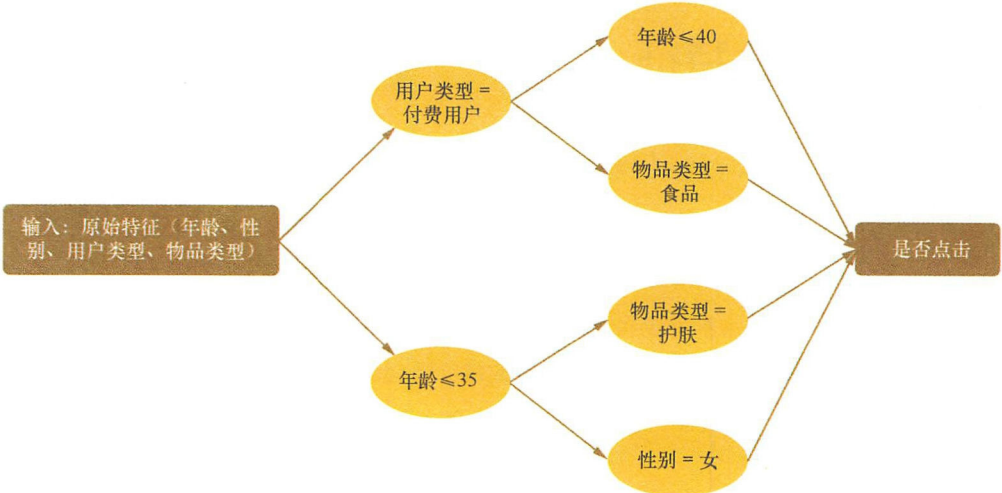 输入：原始特征（年龄、性
别、用户类型、物品类型）
用户类型 =
付费用户
年龄≤35
年龄≤40
物品类型 =
食品
物品类型 =
护肤
性别 = 女
是否点击